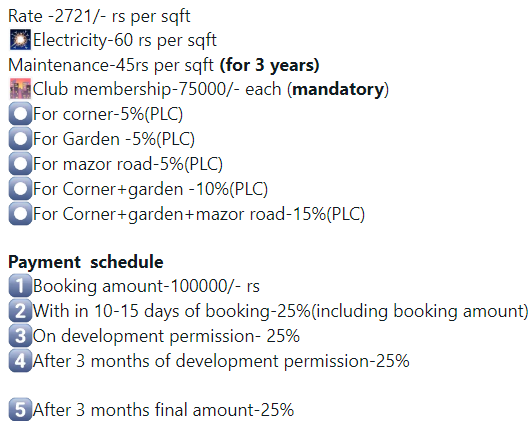 Rate -2721/- rs per sqft
🎇Electricity-60 rs per sqft
Maintenance-45rs per sqft (for 3 years)
🌆Club membership-75000/- each (mandatory)
⏺For corner-5%(PLC)
⏺For Garden -5%(PLC)
⏺For mazor road-5%(PLC)
⏺For Corner+garden -10%(PLC)
⏺For Corner+garden+mazor road-15%(PLC)
Payment schedule
1️⃣Booking amount-100000/- rs
2️⃣With in 10-15 days of booking-25%(including booking amount)
3️⃣On development permission- 25%
4️⃣After 3 months of development permission-25%
5️⃣After 3 months final amount-25%